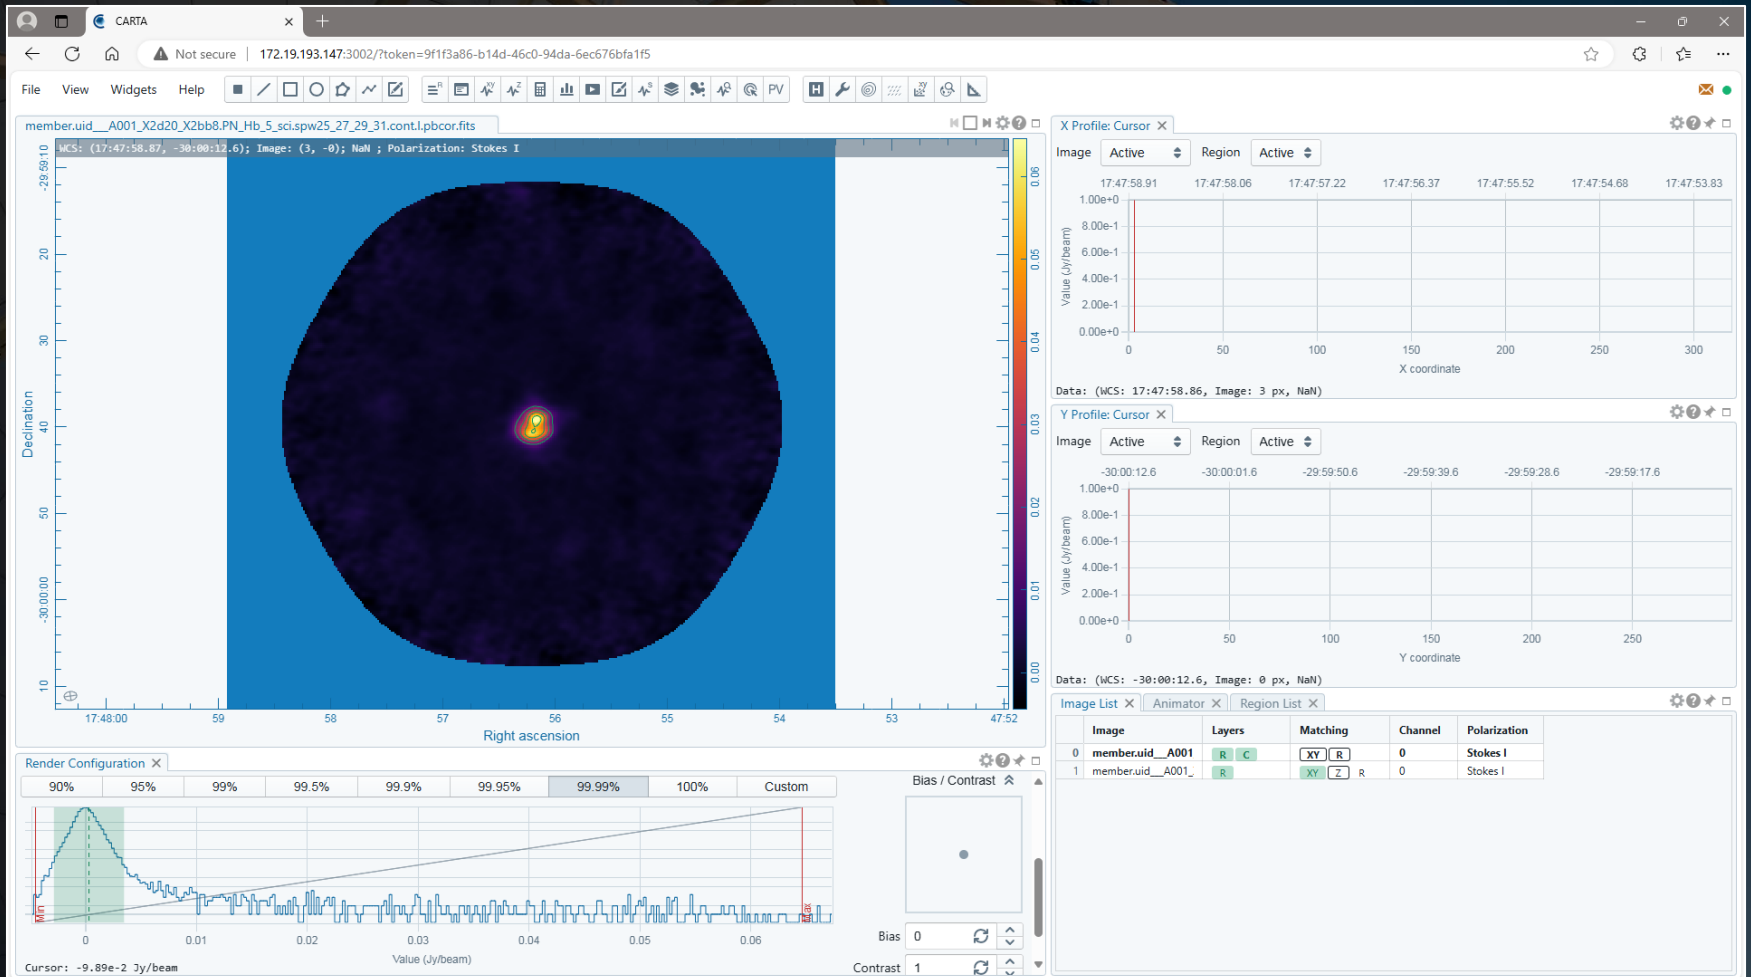 CARTA
Not secure 172.19.193.147:3002/?token=9f1f3a86-b14d-46c0-94da-6ec676bfa1f5
File View Widgets Help
PV
member.uid___A001_X2d20_X2bb8.PN_Hb_5_sci.spw25_27_29_31.cont.I.pbcor.fits
WCS: (17:47:58.87, -30:00:12.6); Image: (3, -0); NaN ; Polarization: Stokes I
Declination
-29:59:10
20
30
40
50
-30:00:00
10
17:48:00 59 58 57 56 55 54 53 47:52
Right ascension
0.06
0.05
0.04
0.03
0.02
0.01
0.00
X Profile: Cursor
Image Active Region Active
17:47:58.91 17:47:58.06 17:47:57.22 17:47:56.37 17:47:55.52 17:47:54.68 17:47:53.83
Value (Jy/beam)
1.00e+0
8.00e-1
6.00e-1
4.00e-1
2.00e-1
0.00e+0
0 50 100 150 200 250 300
X coordinate
Data: (WCS: 17:47:58.86, Image: 3 px, NaN)
Y Profile: Cursor
Image Active Region Active
-30:00:12.6 -30:00:01.6 -29:59:50.6 -29:59:39.6 -29:59:28.6 -29:59:17.6
Value (Jy/beam)
1.00e+0
8.00e-1
6.00e-1
4.00e-1
2.00e-1
0.00e+0
0 50 100 150 200 250
Y coordinate
Data: (WCS: -30:00:12.6, Image: 0 px, NaN)
Render Configuration
90% 95% 99% 99.5% 99.9% 99.95% 99.99% 100% Custom
Min
Max
0 0.01 0.02 0.03 0.04 0.05 0.06
Value (Jy/beam)
Cursor: -9.89e-2 Jy/beam
Bias / Contrast
Bias 0
Contrast 1
Image List Animator Region List
Image Layers Matching Channel Polarization
0 member.uid___A001 R C XY R 0 Stokes I
1 member.uid___A001_ R XY Z R 0 Stokes I